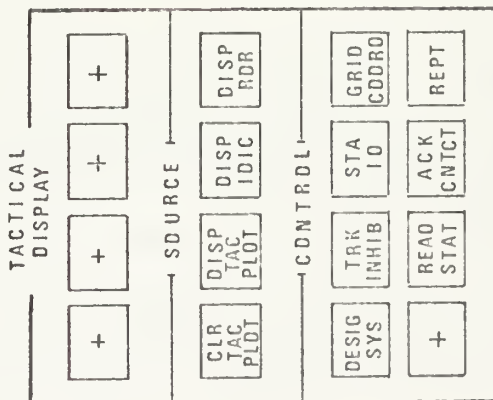 TACTICAL
DISPLAY
+
+
+
+
SOURCE
CLR
TAC
PLOT
DISP
TAC
PLOT
DISP
IDIC
DISP
RDR
CONTROL
DESIG
SYS
TRK
INHIB
STA
IO
GRID
COORD
+
READ
STAT
ACK
CNTCT
REPT